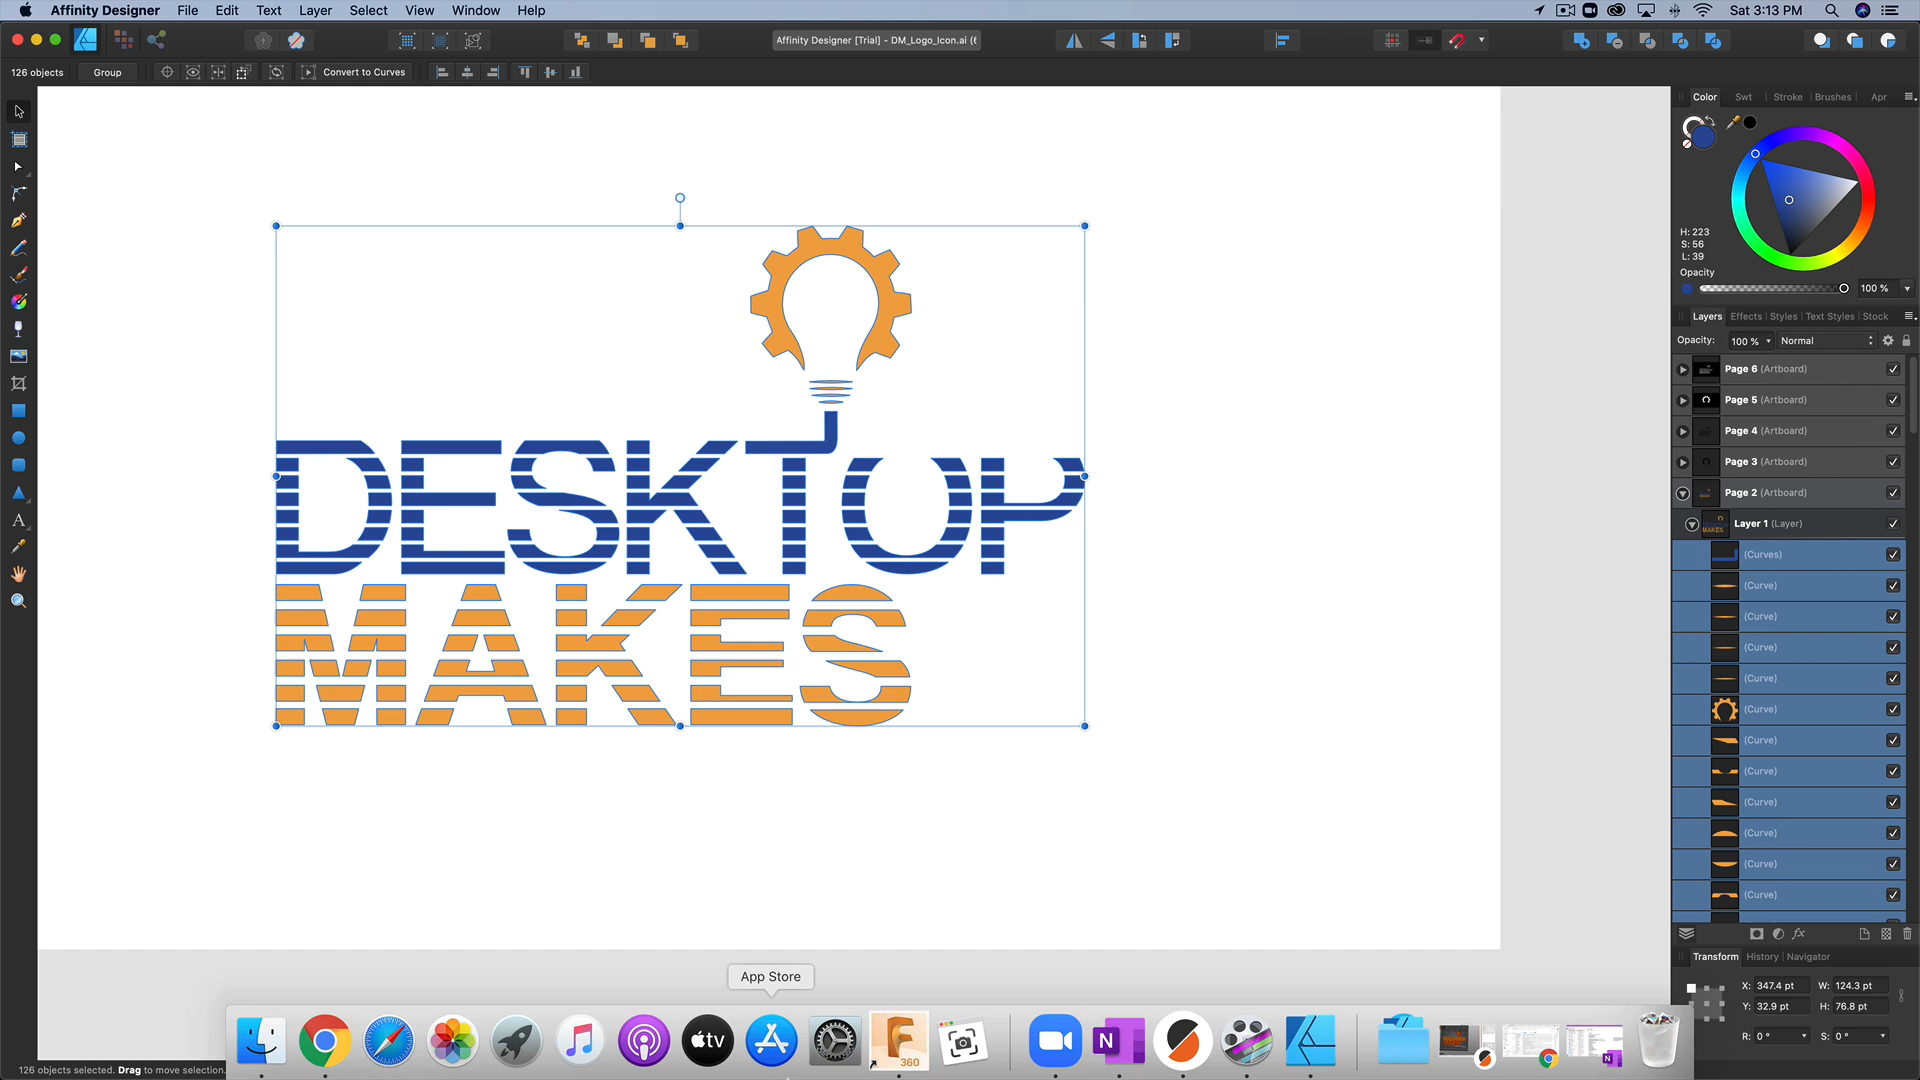 Affinity Designer File Edit Text Layer Select View Window Help Sat 3:13 PM
Affinity Designer [Trial] - DM_Logo_Icon.ai (6
126 objects Group Convert to Curves
Color Swt Stroke Brushes Apr
H: 223
S: 56
L: 39
Opacity
100 %
Layers Effects Styles Text Styles Stock
Opacity: 100 % Normal
Page 6 (Artboard)
Page 5 (Artboard)
Page 4 (Artboard)
Page 3 (Artboard)
Page 2 (Artboard)
Layer 1 (Layer)
(Curves)
(Curve)
(Curve)
(Curve)
(Curve)
(Curve)
(Curve)
(Curve)
(Curve)
(Curve)
(Curve)
(Curve)
DESKTOP
MAKES
Transform History Navigator
X: 347.4 pt W: 124.3 pt
Y: 32.9 pt H: 76.8 pt
R: 0 ° S: 0 °
App Store
tv
360
126 objects selected. Drag to move selection.